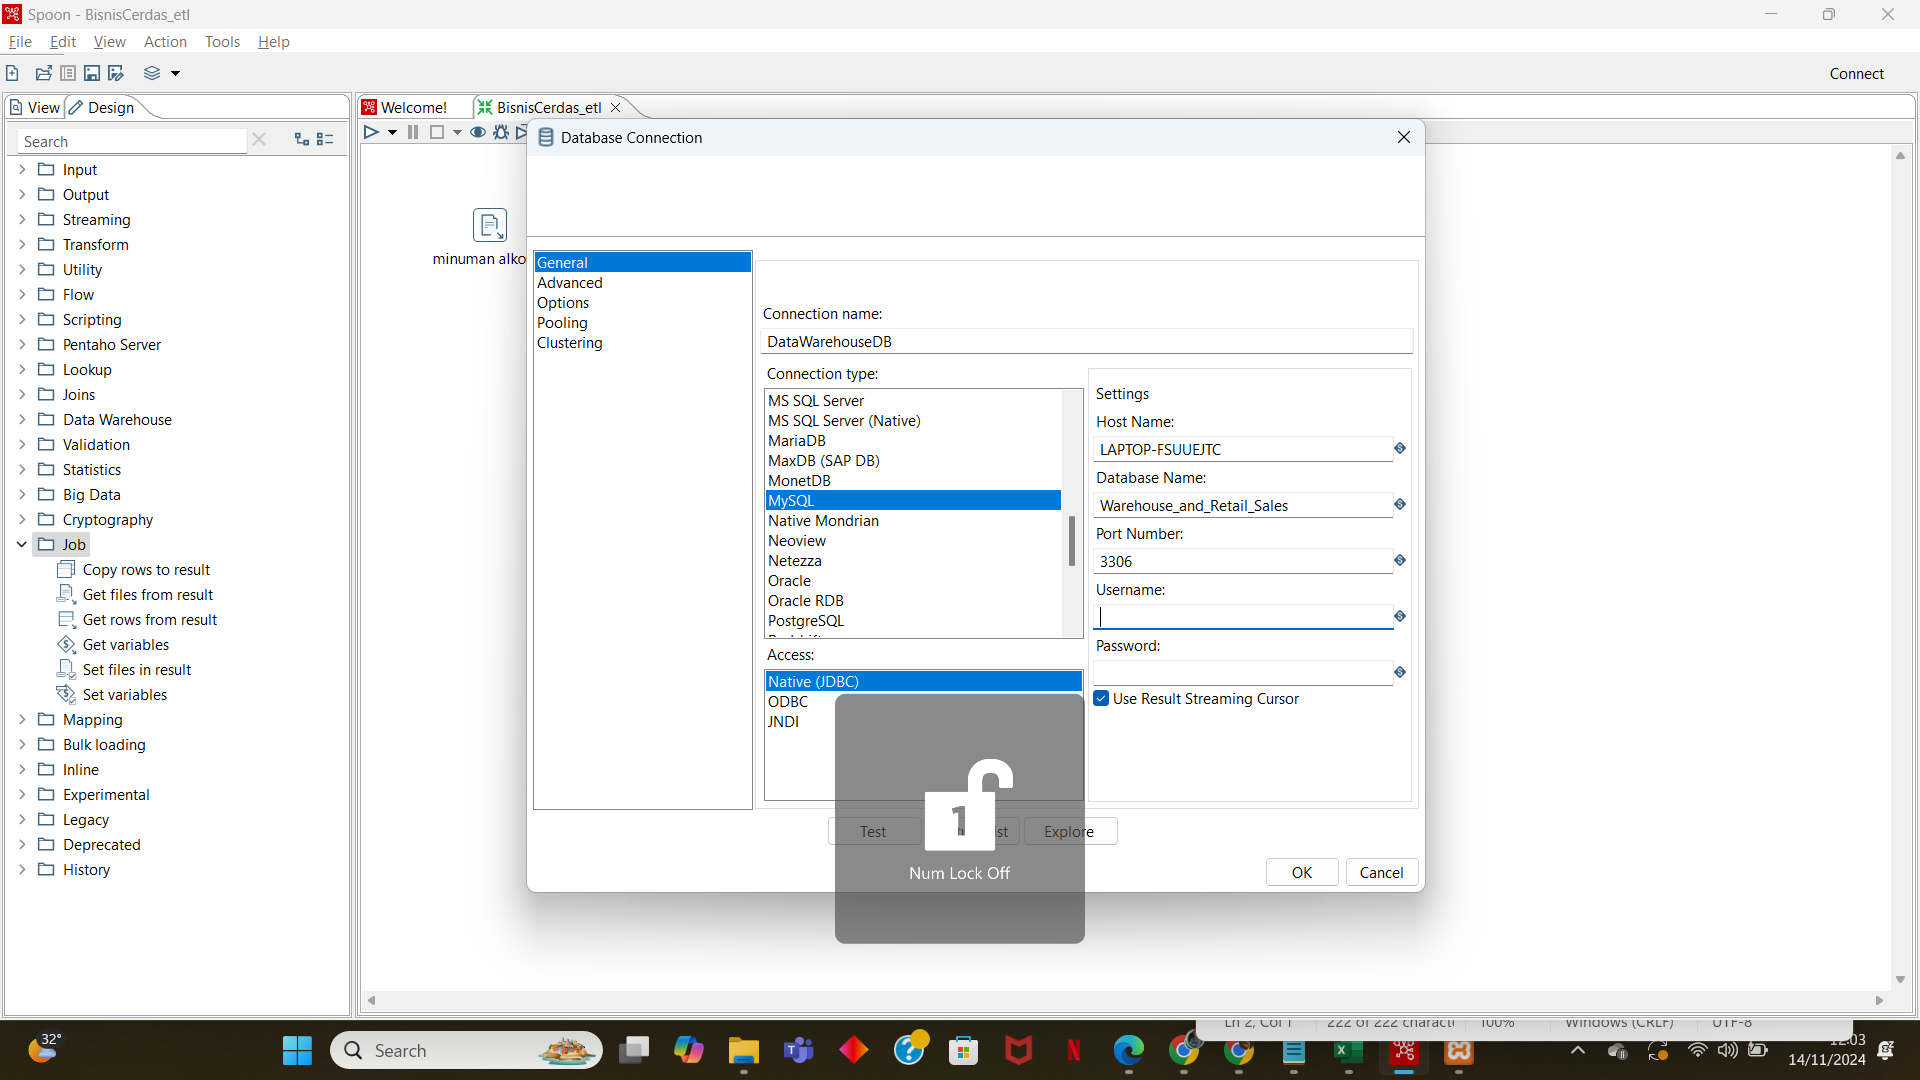 Spoon - BisnisCerdas_etl
File Edit View Action Tools Help
Connect
View Design
Welcome! BisnisCerdas_etl
Search
Input
Output
Streaming
Transform
Utility
Flow
Scripting
Pentaho Server
Lookup
Joins
Data Warehouse
Validation
Statistics
Big Data
Cryptography
Job
Copy rows to result
Get files from result
Get rows from result
Get variables
Set files in result
Set variables
Mapping
Bulk loading
Inline
Experimental
Legacy
Deprecated
History
minuman alko
Database Connection
General
Advanced
Options
Pooling
Clustering
Connection name:
DataWarehouseDB
Connection type:
MS SQL Server
MS SQL Server (Native)
MariaDB
MaxDB (SAP DB)
MonetDB
MySQL
Native Mondrian
Neoview
Netezza
Oracle
Oracle RDB
PostgreSQL
Access:
Native (JDBC)
ODBC
JNDI
Settings
Host Name:
LAPTOP-FSUUEJTC
Database Name:
Warehouse_and_Retail_Sales
Port Number:
3306
Username:
Password:
Use Result Streaming Cursor
Test
Explore
OK Cancel
1
Num Lock Off
Ln 2, Col 1 222 of 222 characte 100% Windows (CRLF) UTF-8
32°
Search
12:03
14/11/2024